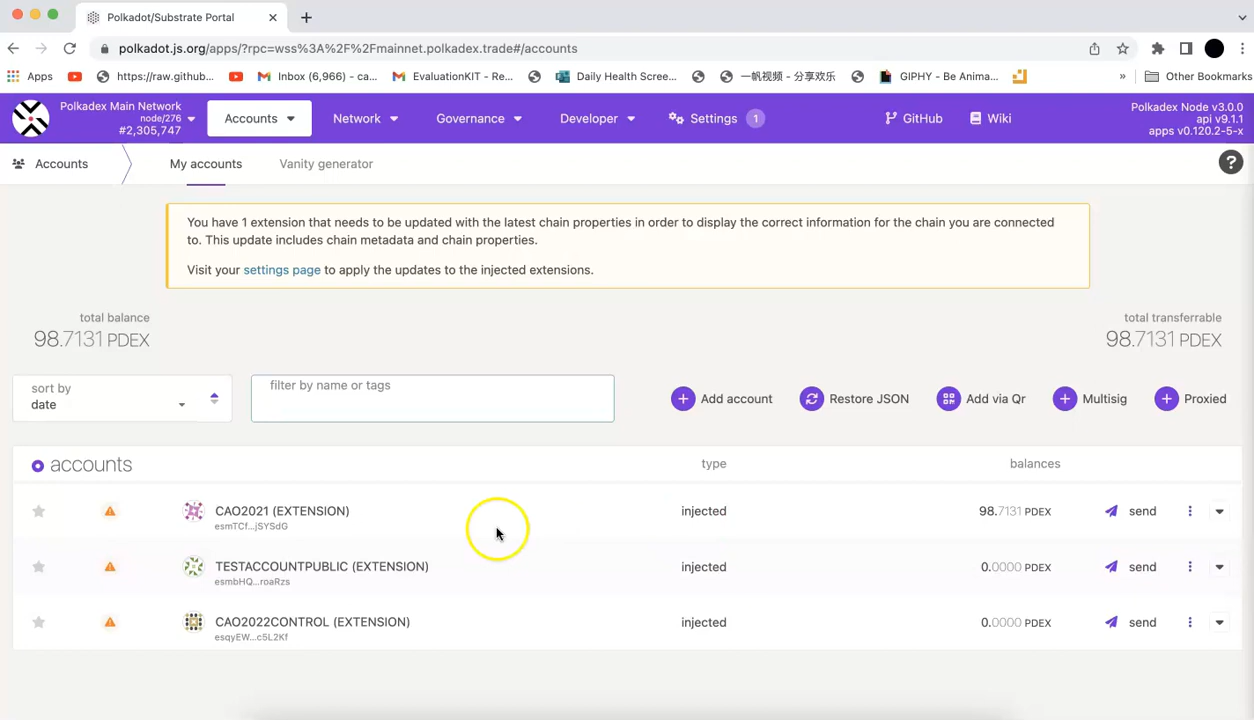 Polkadot/Substrate Portal
polkadot.js.org/apps/?rpc=wss%3A%2F%2Fmainnet.polkadex.trade#/accounts
Apps
https://raw.github...
Inbox (6,966) - ca...
EvaluationKIT - Re...
Daily Health Scree...
一帆视频 - 分享欢乐
GIPHY - Be Anima...
»
Other Bookmarks
Polkadex Main Network
node/276
#2,305,747
Accounts
Network
Governance
Developer
Settings
1
GitHub
Wiki
Polkadex Node v3.0.0
api v9.1.1
apps v0.120.2-5-x
Accounts
My accounts
Vanity generator
?
You have 1 extension that needs to be updated with the latest chain properties in order to display the correct information for the chain you are connected
to. This update includes chain metadata and chain properties.
Visit your settings page to apply the updates to the injected extensions.
total balance
98.7131 PDEX
total transferrable
98.7131 PDEX
sort by
date
filter by name or tags
Add account
Restore JSON
Add via Qr
Multisig
Proxied
accounts
type
balances
CAO2021 (EXTENSION)
esmTCf...jSYSdG
injected
98.7131 PDEX
send
TESTACCOUNTPUBLIC (EXTENSION)
esmbHQ...roaRzs
injected
0.0000 PDEX
send
CAO2022CONTROL (EXTENSION)
esqyEW...c5L2Kf
injected
0.0000 PDEX
send